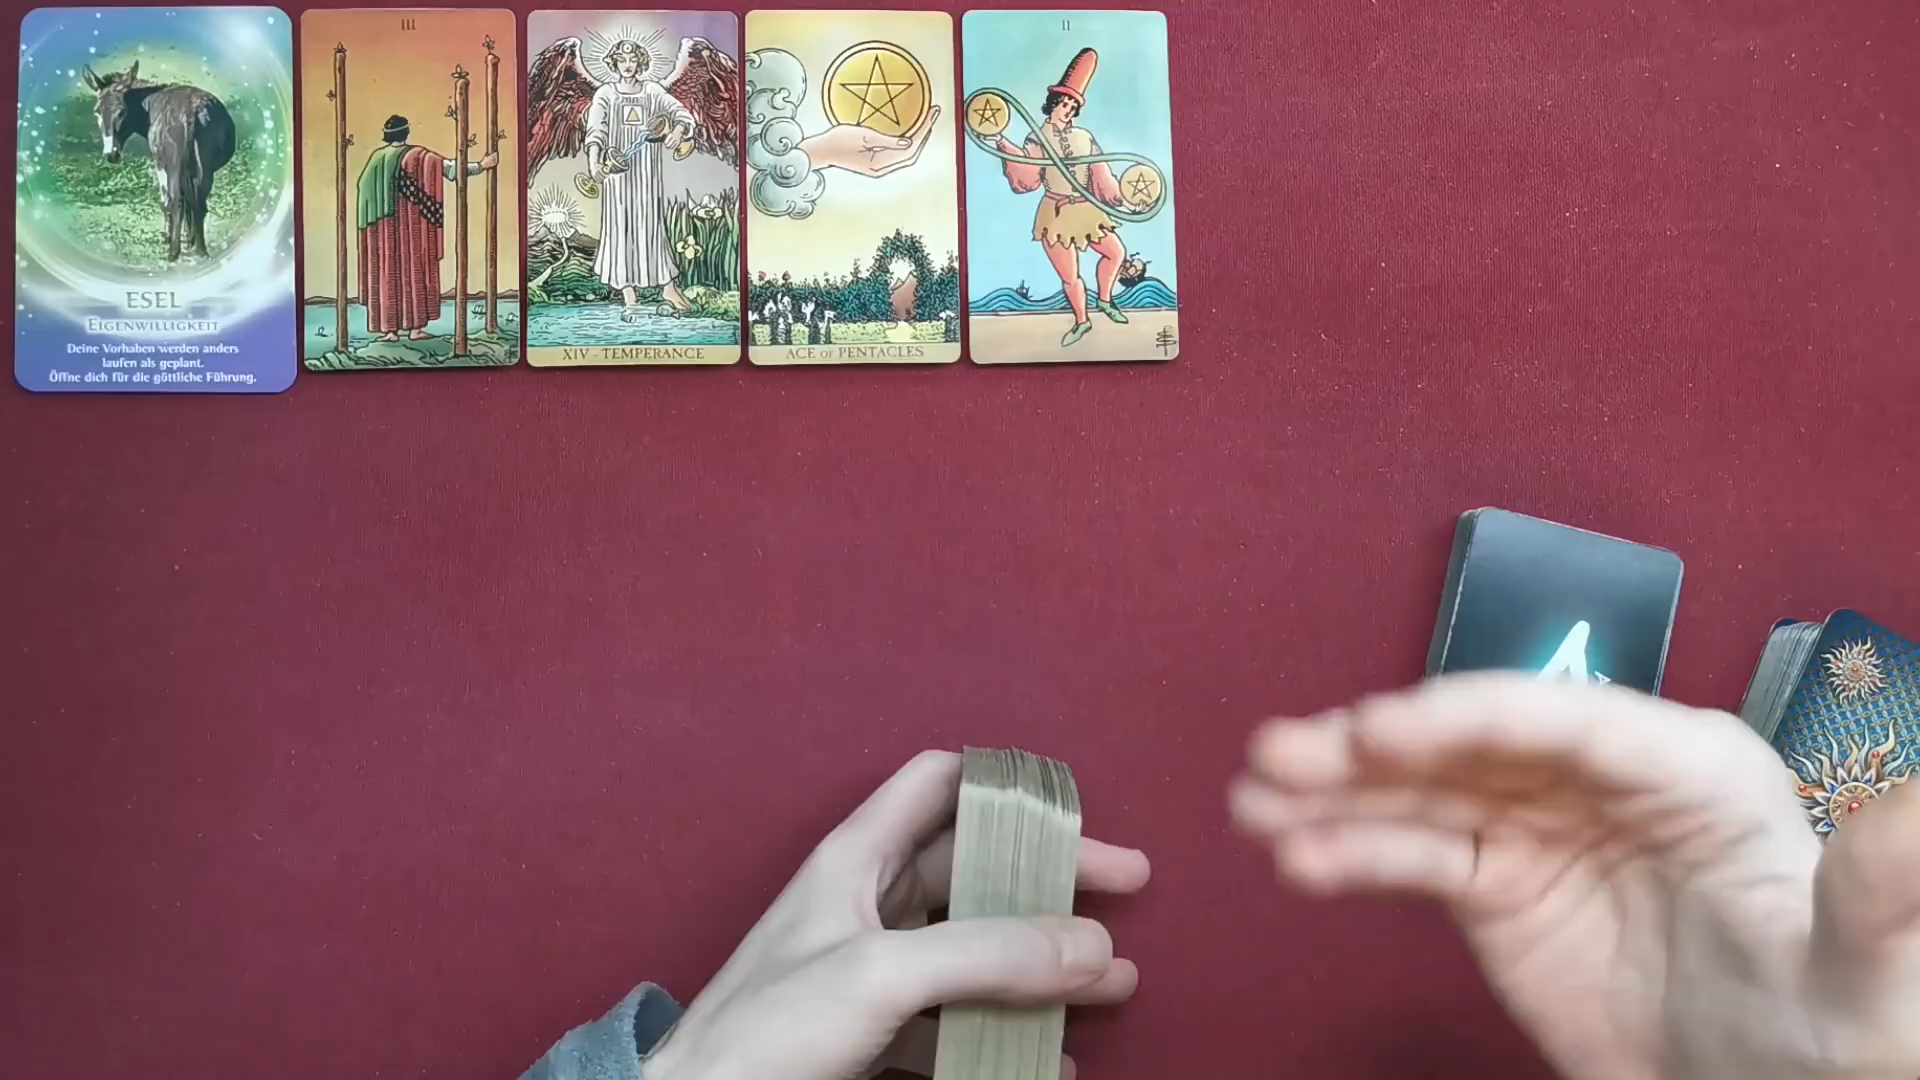 ESEL
EIGENWILLIGKEIT
Deine Vorhaben werden anders
laufen als geplant.
Öffne dich für die göttliche Führung.
III
XIV - TEMPERANCE
ACE OF PENTACLES
II